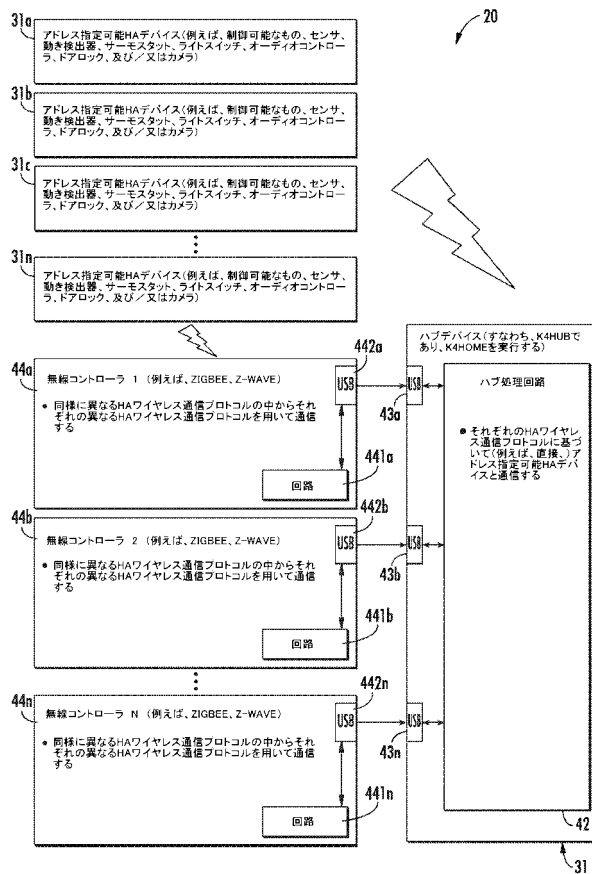 20
31a
アドレス指定可能HAデバイス(例えば、制御可能なもの、センサ、
動き検出器、サーモスタット、ライトスイッチ、オーディオコントロー
ラ、ドアロック、及び／又はカメラ)
31b
アドレス指定可能HAデバイス(例えば、制御可能なもの、センサ、
動き検出器、サーモスタット、ライトスイッチ、オーディオコントロー
ラ、ドアロック、及び／又はカメラ)
31c
アドレス指定可能HAデバイス(例えば、制御可能なもの、センサ、
動き検出器、サーモスタット、ライトスイッチ、オーディオコントロー
ラ、ドアロック、及び／又はカメラ)
31n
アドレス指定可能HAデバイス(例えば、制御可能なもの、センサ、
動き検出器、サーモスタット、ライトスイッチ、オーディオコントロー
ラ、ドアロック、及び／又はカメラ)
44a
無線コントローラ 1 (例えば、ZIGBEE、Z-WAVE)
● 同様に異なるHAワイヤレス通信プロトコルの中からそれ
ぞれの異なるHAワイヤレス通信プロトコルを用いて通信
する
442a
USB
441a
回路
44b
無線コントローラ 2 (例えば、ZIGBEE、Z-WAVE)
● 同様に異なるHAワイヤレス通信プロトコルの中からそれ
ぞれの異なるHAワイヤレス通信プロトコルを用いて通信
する
442b
USB
441b
回路
44n
無線コントローラ N (例えば、ZIGBEE、Z-WAVE)
● 同様に異なるHAワイヤレス通信プロトコルの中からそれ
ぞれの異なるHAワイヤレス通信プロトコルを用いて通信
する
442n
USB
441n
回路
ハブデバイス(すなわち、K4HUBで
あり、K4HOMEを実行する)
USB
43a
USB
43b
USB
43n
ハブ処理回路
● それぞれのHAワイヤレ
ス通信プロトコルに基づ
いて(例えば、直接、)ア
ドレス指定可能HAデバ
イスと通信する
42
31